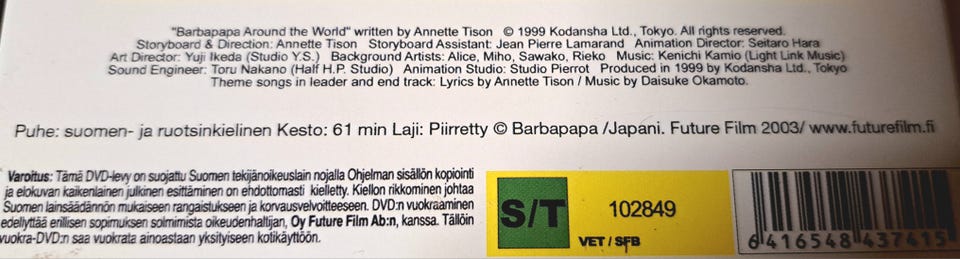 "Barbapapa Around the World" written by Annette Tison © 1999 Kodansha Ltd., Tokyo. All rights reserved.
Storyboard & Direction: Annette Tison Storyboard Assistant: Jean Pierre Lamarand Animation Director: Seitaro Hara
Art Director: Yuji Ikeda (Studio Y.S.) Background Artists: Alice, Miho, Sawako, Rieko Music: Kenichi Kamio (Light Link Music)
Sound Engineer: Toru Nakano (Half H.P. Studio) Animation Studio: Studio Pierrot Produced in 1999 by Kodansha Ltd., Tokyo
Theme songs in leader and end track: Lyrics by Annette Tison / Music by Daisuke Okamoto.
Puhe: suomen- ja ruotsinkielinen Kesto: 61 min Laji: Piirretty © Barbapapa /Japani. Future Film 2003/ www.futurefilm.fi
Varoitus: Tämä DVD-levy on suojattu Suomen tekijänoikeuslain nojalla Ohjelman sisällön kopiointi
ja elokuvan kaikenlainen julkinen esittäminen on ehdottomasti kielletty. Kiellon rikkominen johtaa
Suomen lainsäädännön mukaiseen rangaistukseen ja korvausvelvoitteeseen. DVD:n vuokraaminen
edellyttää erillisen sopimuksen solmimista oikeudenhaltijan, Oy Future Film Ab:n, kanssa. Tällöin
vuokra-DVD:n saa vuokrata ainoastaan yksityiseen kotikäyttöön.
S/T
102849
VET / SFB
6 416548 437415